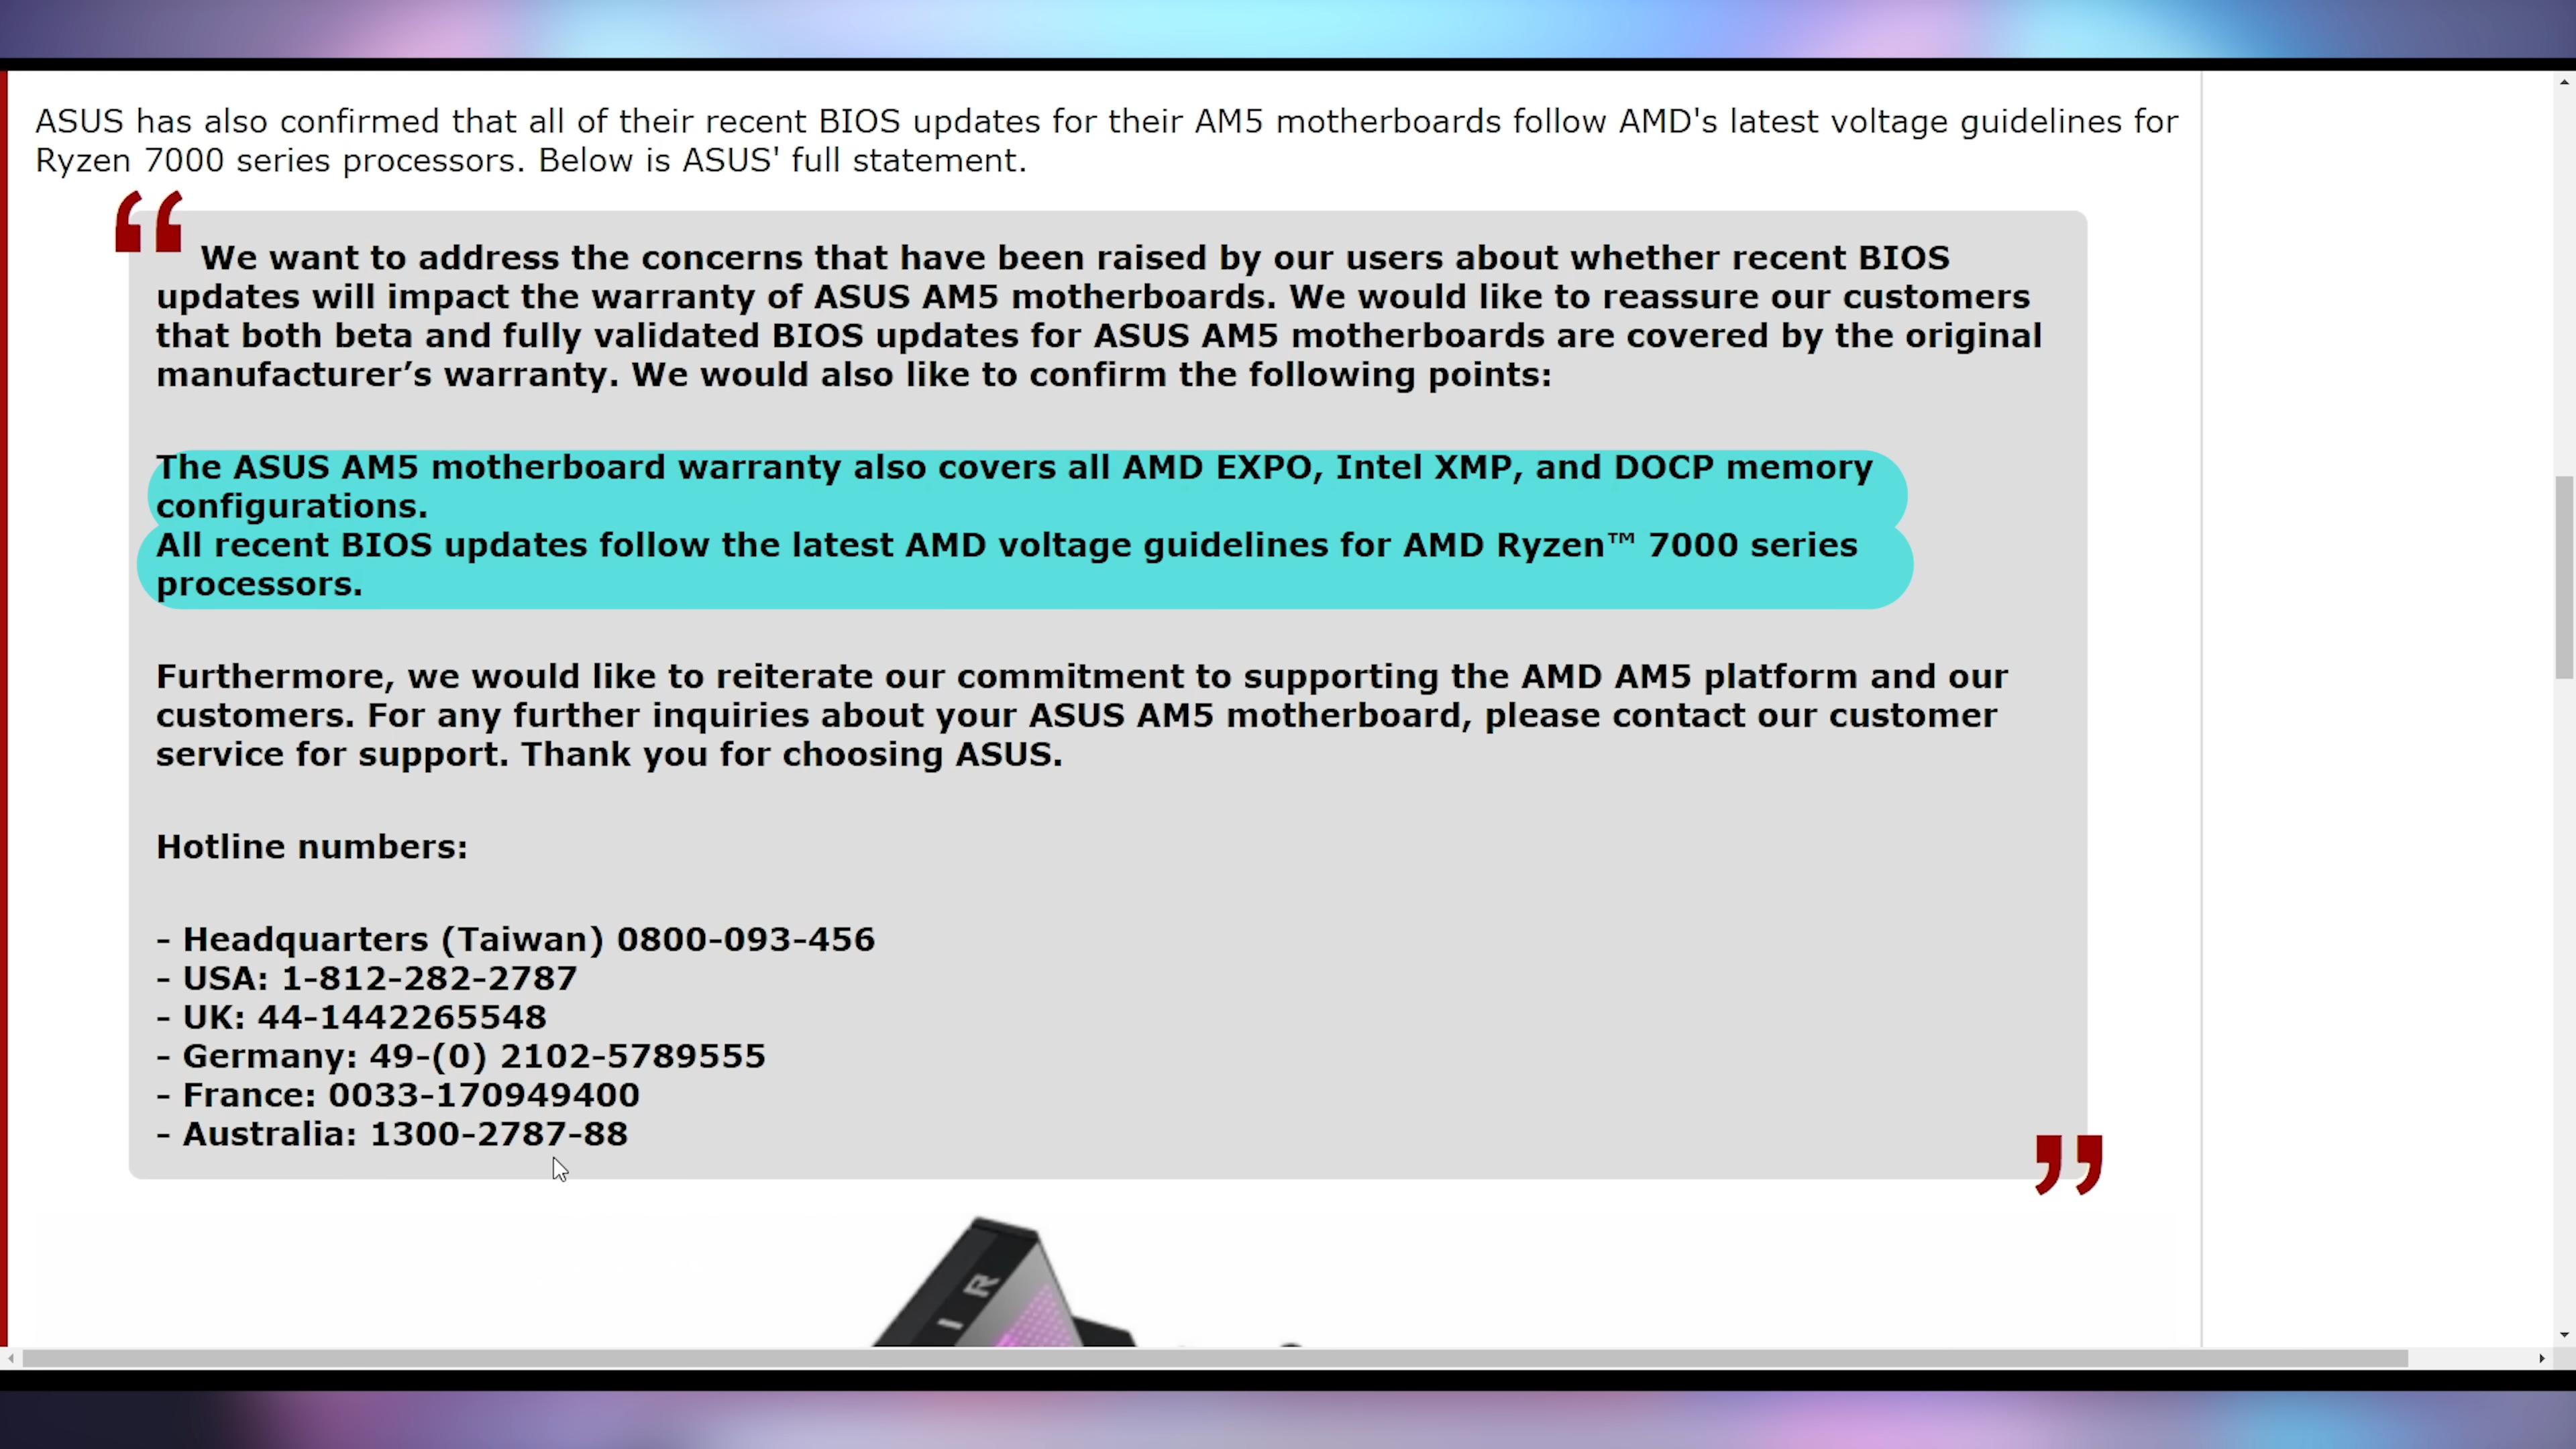 ASUS has also confirmed that all of their recent BIOS updates for their AM5 motherboards follow AMD's latest voltage guidelines for
Ryzen 7000 series processors. Below is ASUS' full statement.
“ We want to address the concerns that have been raised by our users about whether recent BIOS
updates will impact the warranty of ASUS AM5 motherboards. We would like to reassure our customers
that both beta and fully validated BIOS updates for ASUS AM5 motherboards are covered by the original
manufacturer’s warranty. We would also like to confirm the following points:
The ASUS AM5 motherboard warranty also covers all AMD EXPO, Intel XMP, and DOCP memory
configurations.
All recent BIOS updates follow the latest AMD voltage guidelines for AMD Ryzen™ 7000 series
processors.
Furthermore, we would like to reiterate our commitment to supporting the AMD AM5 platform and our
customers. For any further inquiries about your ASUS AM5 motherboard, please contact our customer
service for support. Thank you for choosing ASUS.
Hotline numbers:
- Headquarters (Taiwan) 0800-093-456
- USA: 1-812-282-2787
- UK: 44-1442265548
- Germany: 49-(0) 2102-5789555
- France: 0033-170949400
- Australia: 1300-2787-88
”
I R